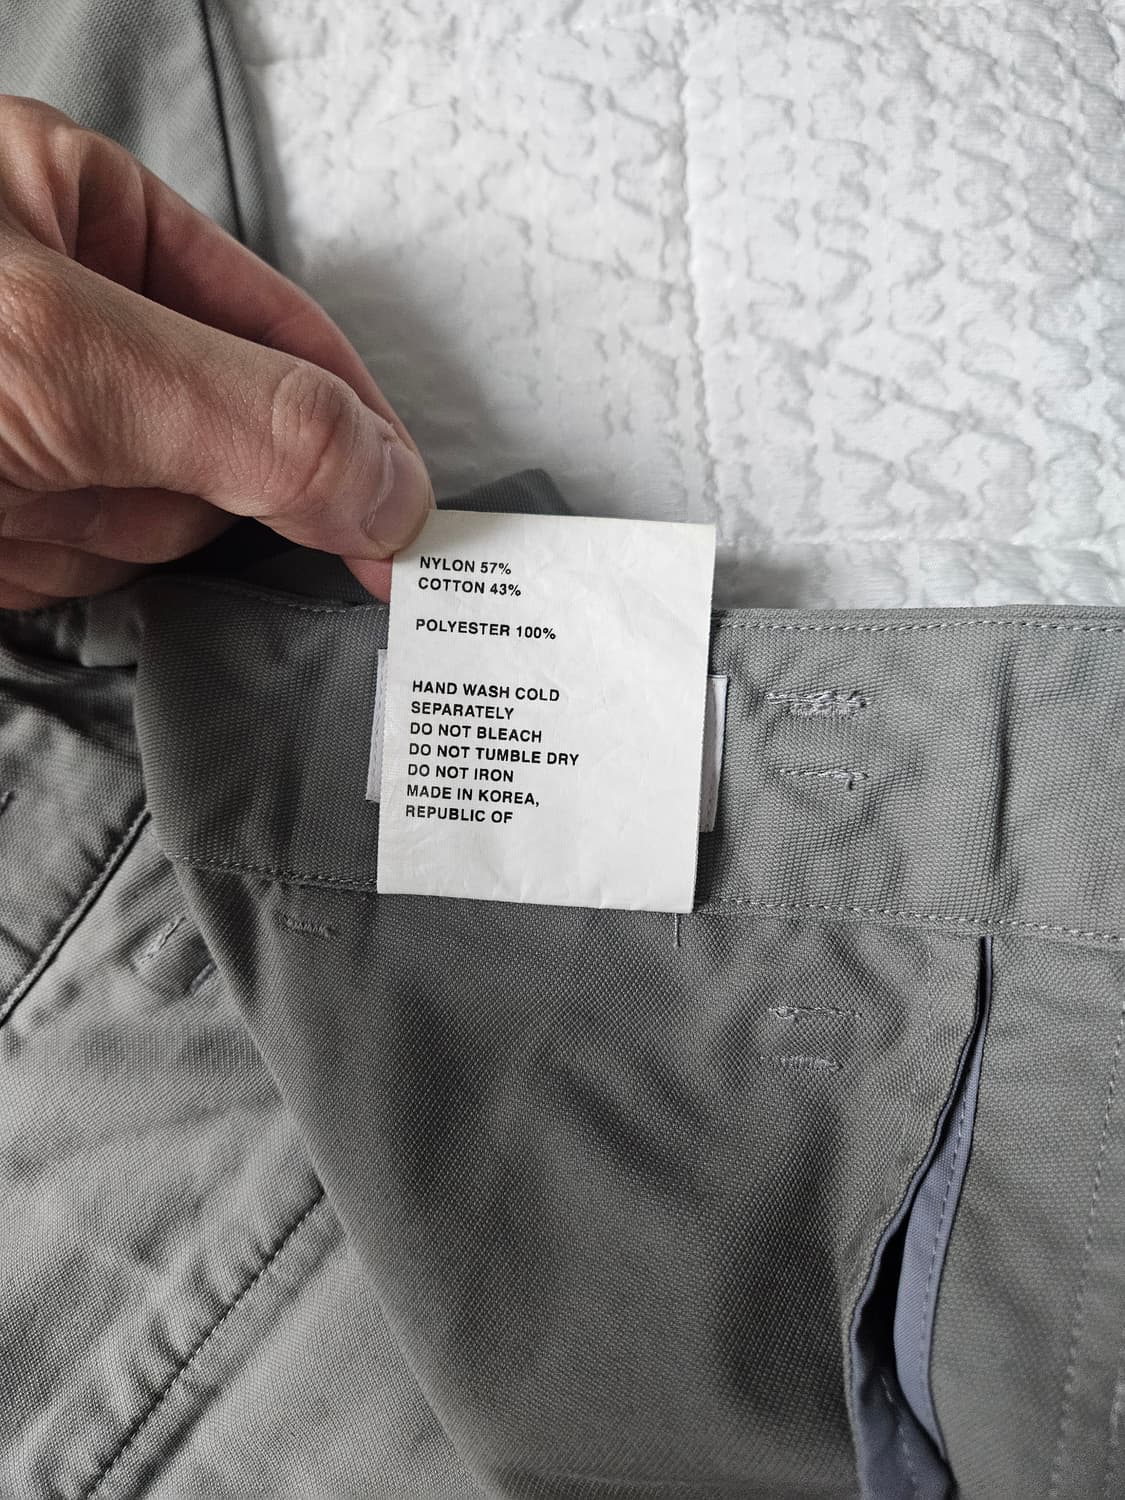 NYLON 57%
COTTON 43%
POLYESTER 100%
HAND WASH COLD
SEPARATELY
DO NOT BLEACH
DO NOT TUMBLE DRY
DO NOT IRON
MADE IN KOREA,
REPUBLIC OF